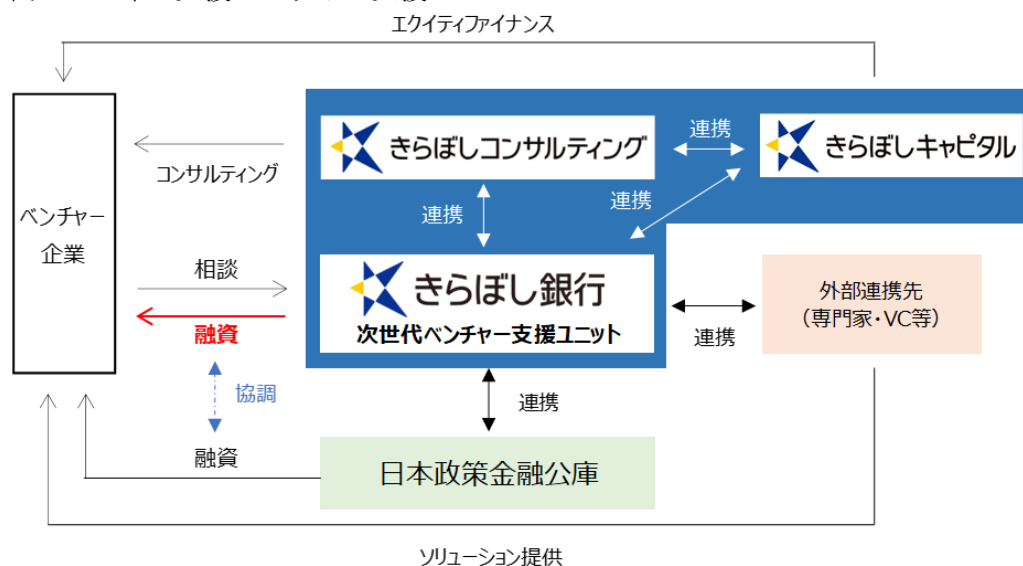 エクイティファイナンス
きらぼしコンサルティング
連携
きらぼしキャピタル
コンサルティング
連携
連携
ベンチャー
企業
相談
きらぼし銀行
次世代ベンチャー支援ユニット
融資
連携
外部連携先
（専門家・VC等）
協調
連携
融資
日本政策金融公庫
ソリューション提供